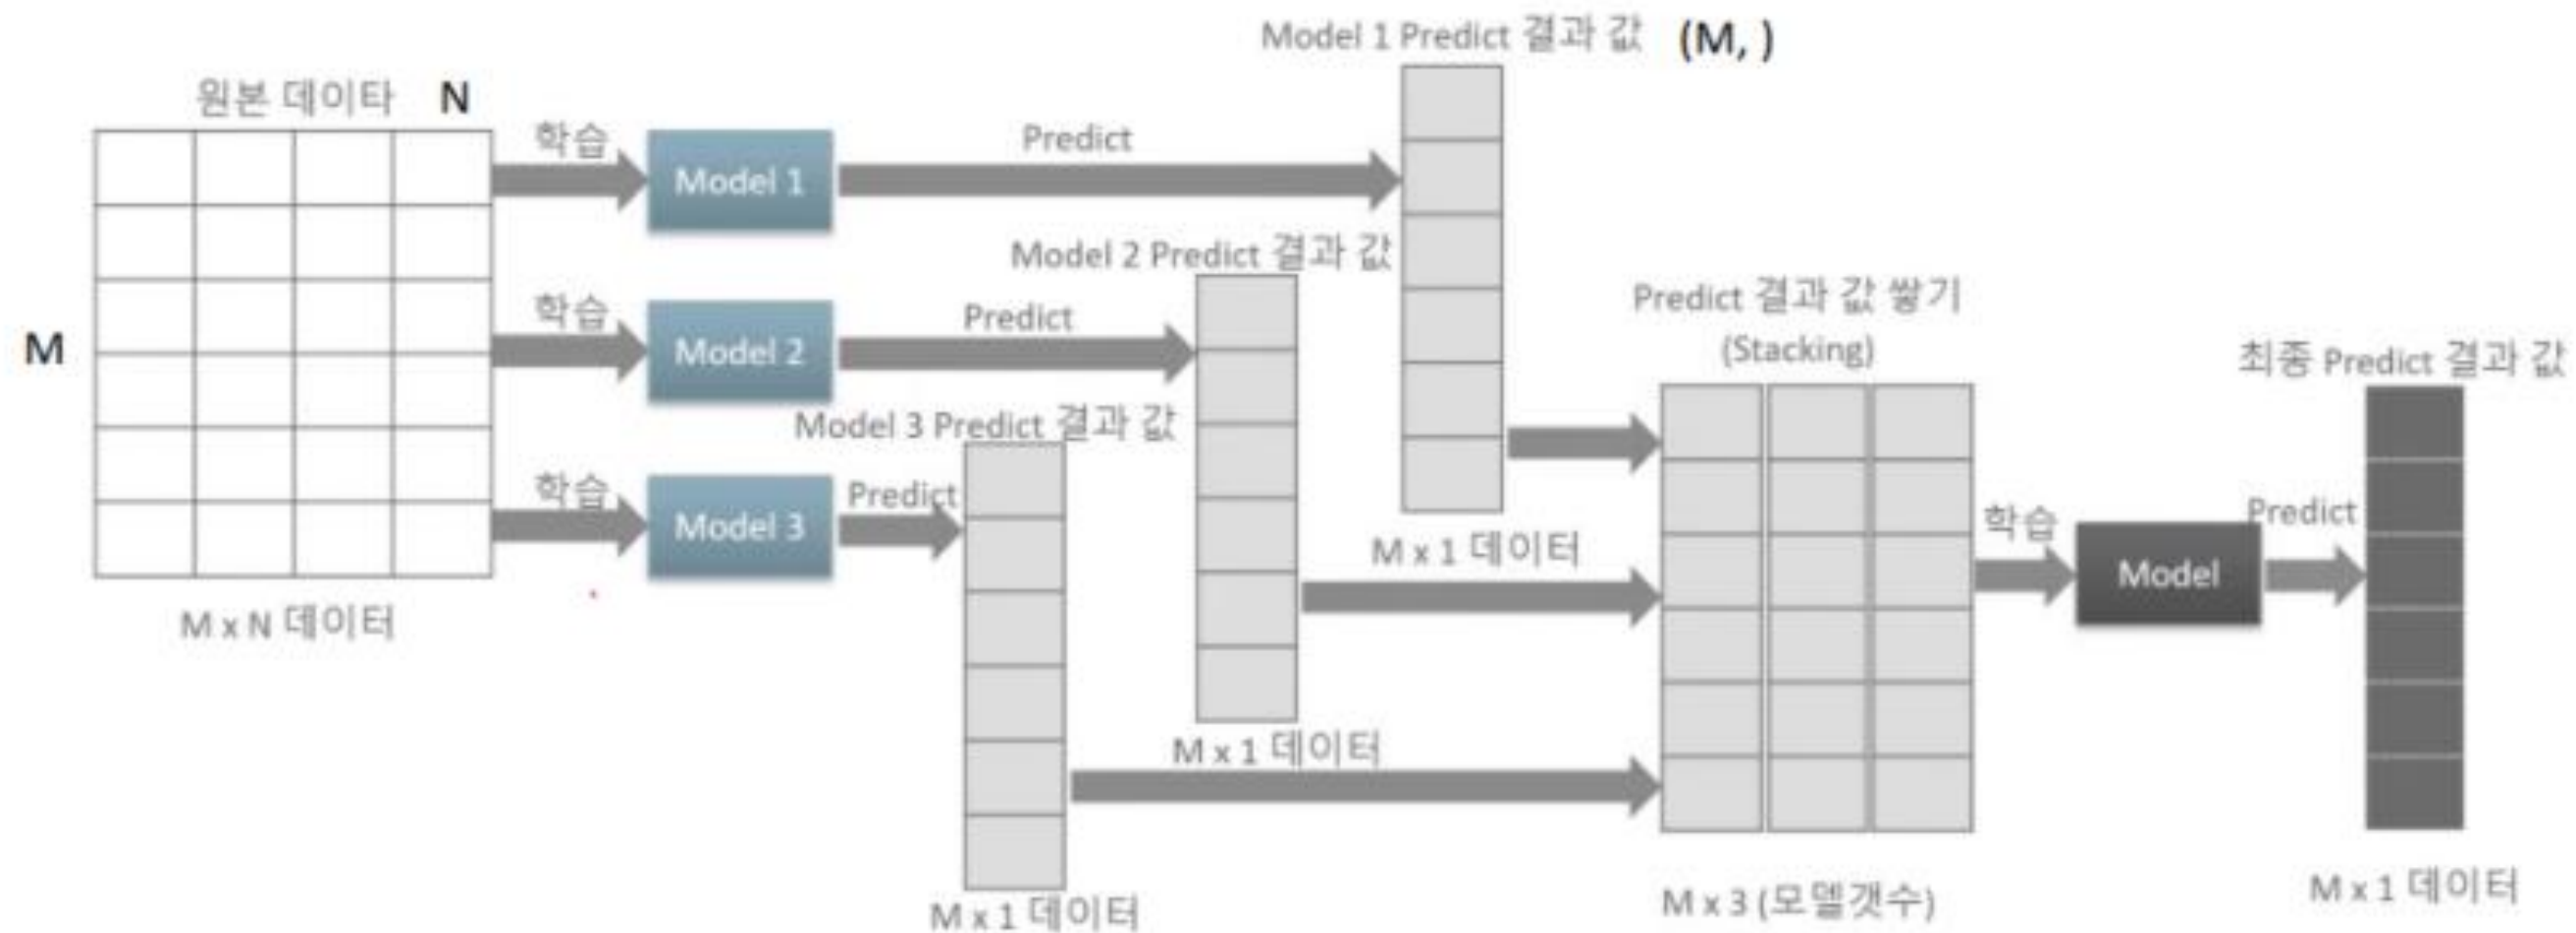 Model 1 Predict 결과 값 (M, )
원본 데이타 N
학습
Model 1
Predict
Model 2 Predict 결과 값
학습
Model 2
Predict
M
Predict 결과 값 쌓기
(Stacking)
최종 Predict 결과 값
Model 3 Predict 결과 값
학습
Model 3
Predict
M x 1 데이터
학습
Model
Predict
M x N 데이터
M x 1 데이터
M x 1 데이터
M x 3 (모델갯수)
M x 1 데이터